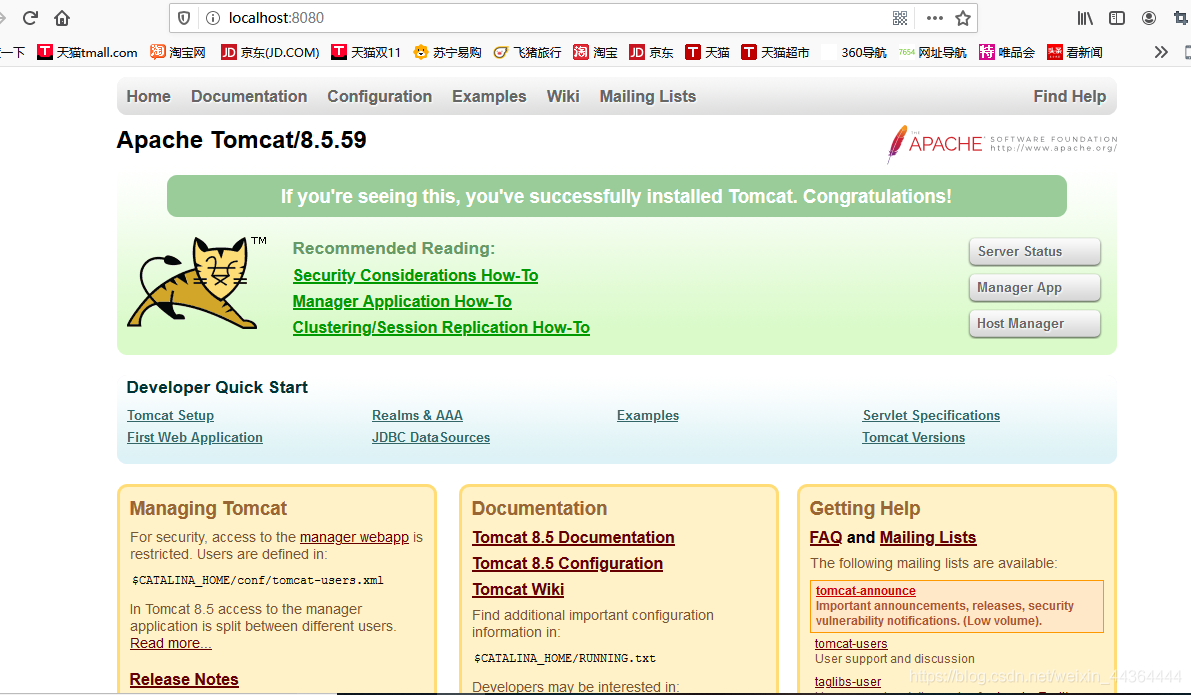 localhost:8080
一下
天猫tmall.com
淘宝网
京东(JD.COM)
天猫双11
苏宁易购
飞猪旅行
淘宝
京东
天猫
天猫超市
360导航
网址导航
唯品会
看新闻
Home Documentation Configuration Examples Wiki Mailing Lists Find Help
Apache Tomcat/8.5.59
THE APACHE SOFTWARE FOUNDATION
http://www.apache.org/
If you're seeing this, you've successfully installed Tomcat. Congratulations!
TM
Recommended Reading:
Security Considerations How-To
Manager Application How-To
Clustering/Session Replication How-To
Server Status
Manager App
Host Manager
Developer Quick Start
Tomcat Setup
First Web Application
Realms & AAA
JDBC DataSources
Examples
Servlet Specifications
Tomcat Versions
Managing Tomcat
For security, access to the manager webapp is
restricted. Users are defined in:
$CATALINA_HOME/conf/tomcat-users.xml
In Tomcat 8.5 access to the manager
application is split between different users.
Read more...
Release Notes
Documentation
Tomcat 8.5 Documentation
Tomcat 8.5 Configuration
Tomcat Wiki
Find additional important configuration
information in:
$CATALINA_HOME/RUNNING.txt
Developers may be interested in:
Getting Help
FAQ and Mailing Lists
The following mailing lists are available:
tomcat-announce
Important announcements, releases, security
vulnerability notifications. (Low volume).
tomcat-users
User support and discussion
taglibs-user
https://blog.csdn.net/weixin_44364444